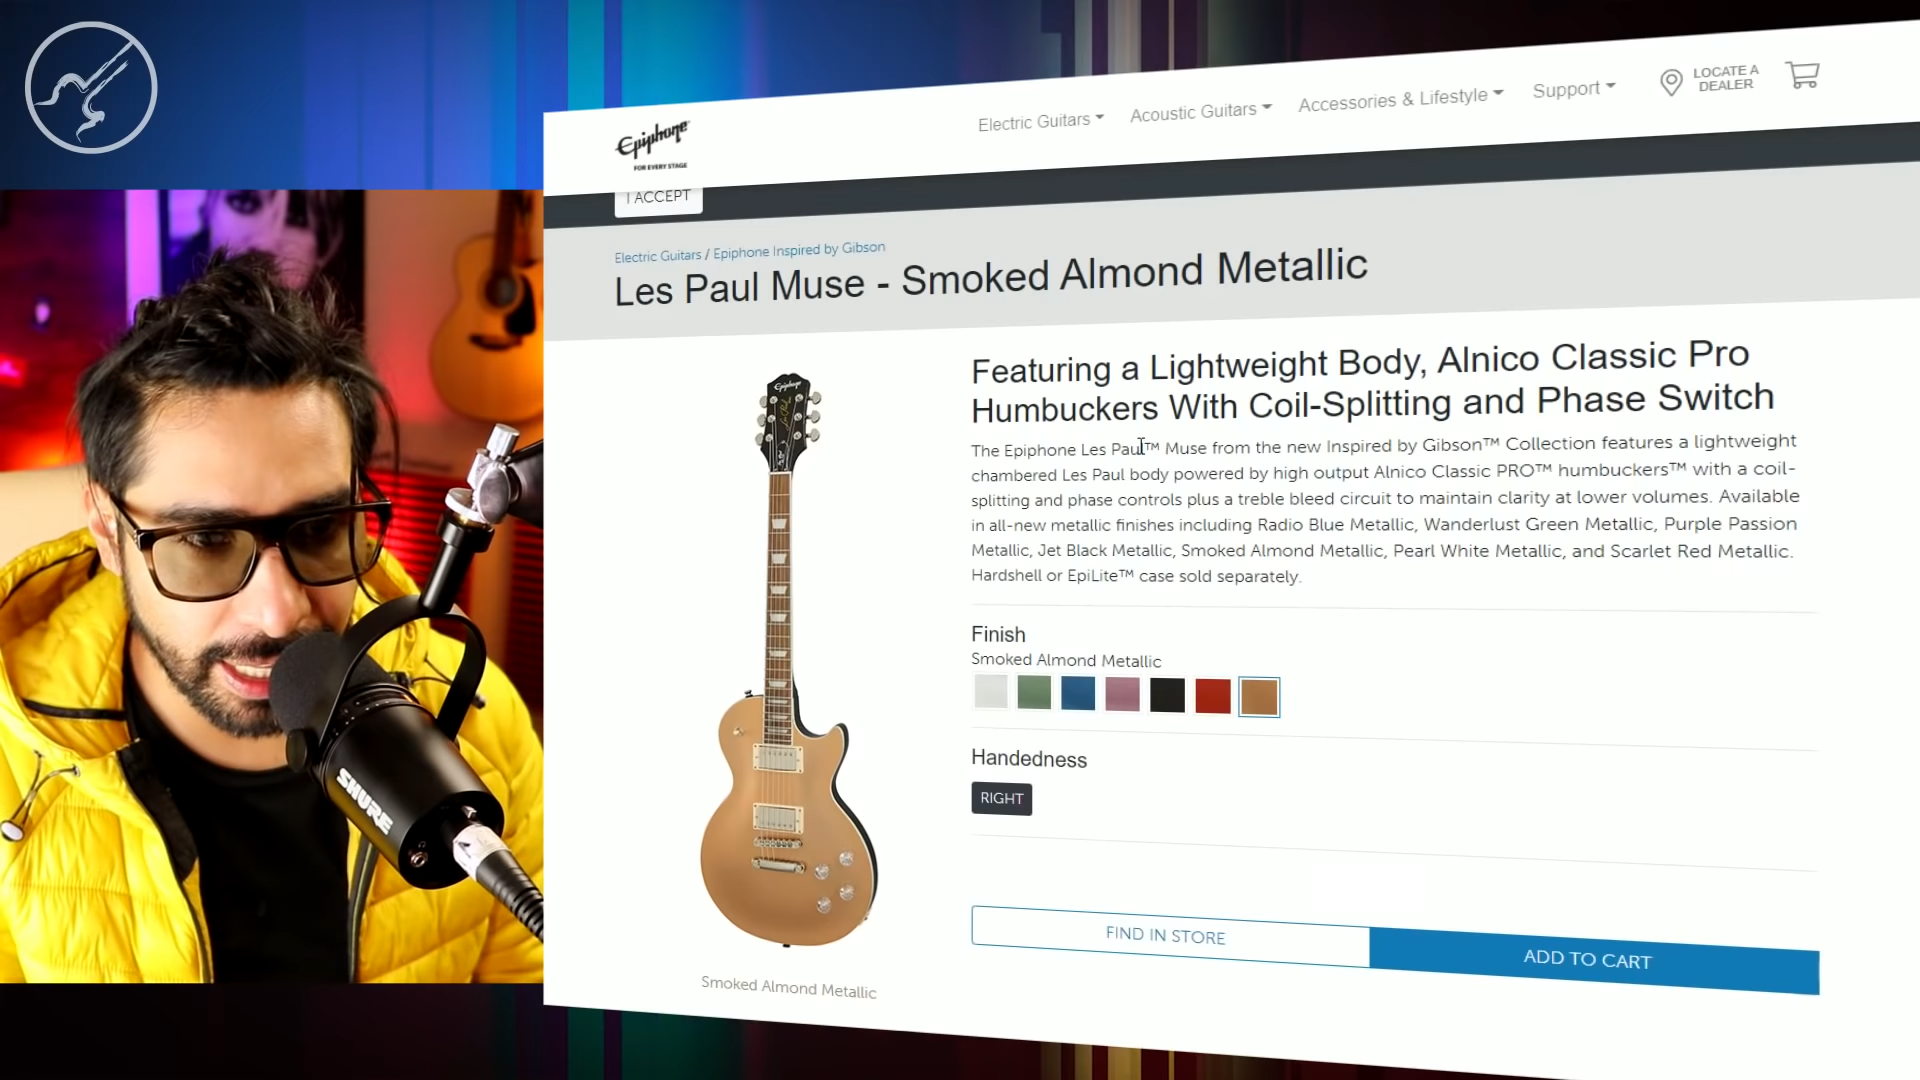 Epiphone
FOR EVERY STAGE
Electric Guitars
Acoustic Guitars
Accessories & Lifestyle
Support
LOCATE A
DEALER
I ACCEPT
Electric Guitars / Epiphone Inspired by Gibson
Les Paul Muse - Smoked Almond Metallic
Featuring a Lightweight Body, Alnico Classic Pro
Humbuckers With Coil-Splitting and Phase Switch
The Epiphone Les Paul™ Muse from the new Inspired by Gibson™ Collection features a lightweight
chambered Les Paul body powered by high output Alnico Classic PRO™ humbuckers™ with a coil-
splitting and phase controls plus a treble bleed circuit to maintain clarity at lower volumes. Available
in all-new metallic finishes including Radio Blue Metallic, Wanderlust Green Metallic, Purple Passion
Metallic, Jet Black Metallic, Smoked Almond Metallic, Pearl White Metallic, and Scarlet Red Metallic.
Hardshell or EpiLite™ case sold separately.
Finish
Smoked Almond Metallic
Handedness
RIGHT
FIND IN STORE
ADD TO CART
Epiphone
Smoked Almond Metallic
SHURE